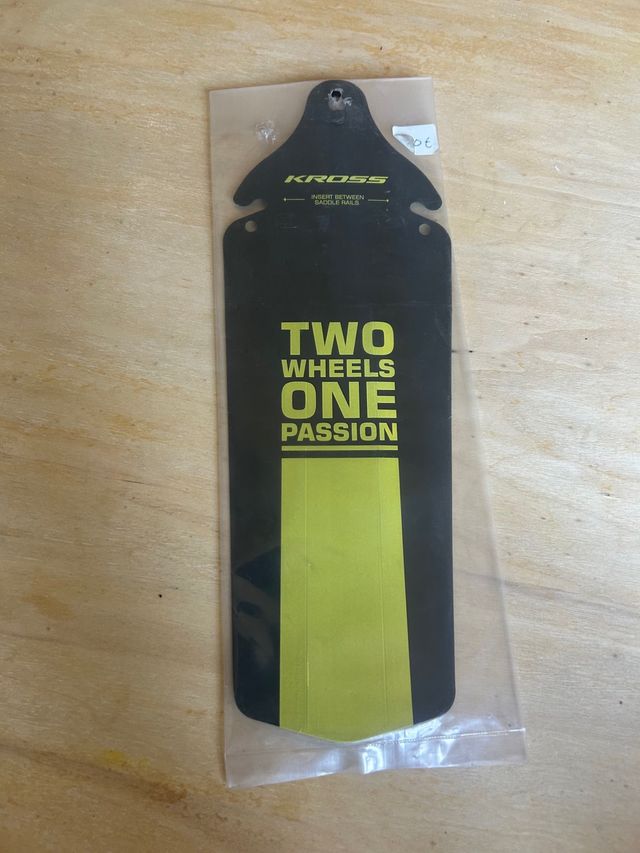 KROSS
INSERT BETWEEN
SADDLE RAILS
TWO
WHEELS
ONE
PASSION